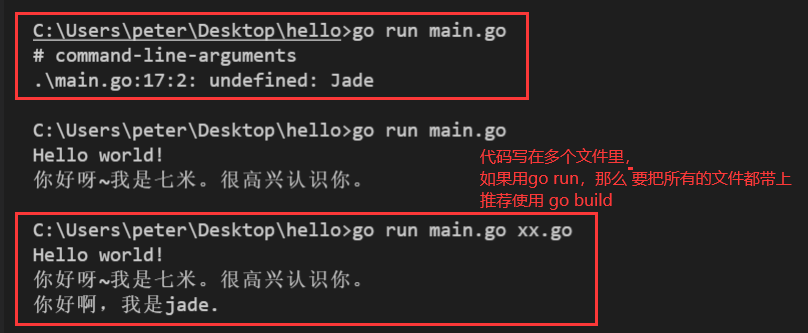 C:\Users\peter\Desktop\hello>go run main.go
# command-line-arguments
.\main.go:17:2: undefined: Jade
C:\Users\peter\Desktop\hello>go run main.go
Hello world!
你好呀~我是七米。很高兴认识你。
代码写在多个文件里，
如果用go run，那么 要把所有的文件都带上
推荐使用 go build
C:\Users\peter\Desktop\hello>go run main.go xx.go
Hello world!
你好呀~我是七米。很高兴认识你。
你好啊，我是jade.